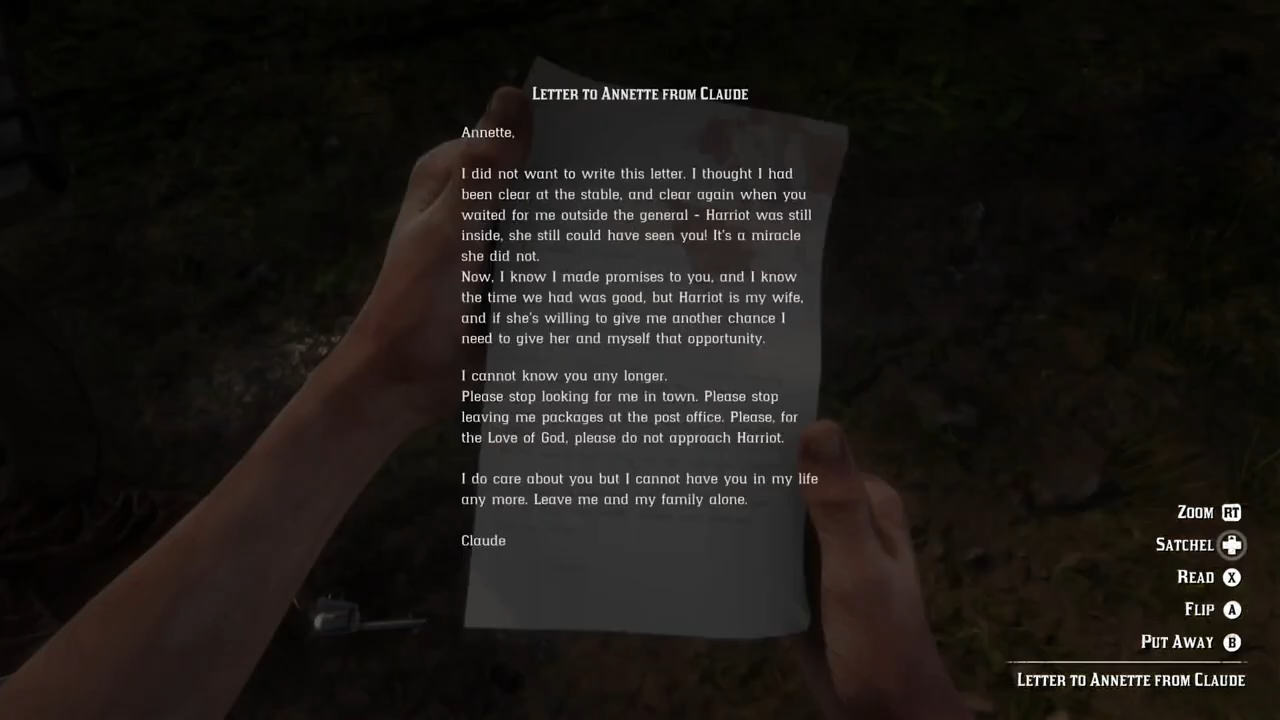 LETTER TO ANNETTE FROM CLAUDE
Annette,
I did not want to write this letter. I thought I had
been clear at the stable, and clear again when you
waited for me outside the general - Harriot was still
inside, she still could have seen you! It's a miracle
she did not.
Now, I know I made promises to you, and I know
the time we had was good, but Harriot is my wife,
and if she's willing to give me another chance I
need to give her and myself that opportunity.
I cannot know you any longer.
Please stop looking for me in town. Please stop
leaving me packages at the post office. Please, for
the Love of God, please do not approach Harriot.
I do care about you but I cannot have you in my life
any more. Leave me and my family alone.
Claude
ZOOM RT
SATCHEL
READ X
FLIP A
PUT AWAY B
LETTER TO ANNETTE FROM CLAUDE